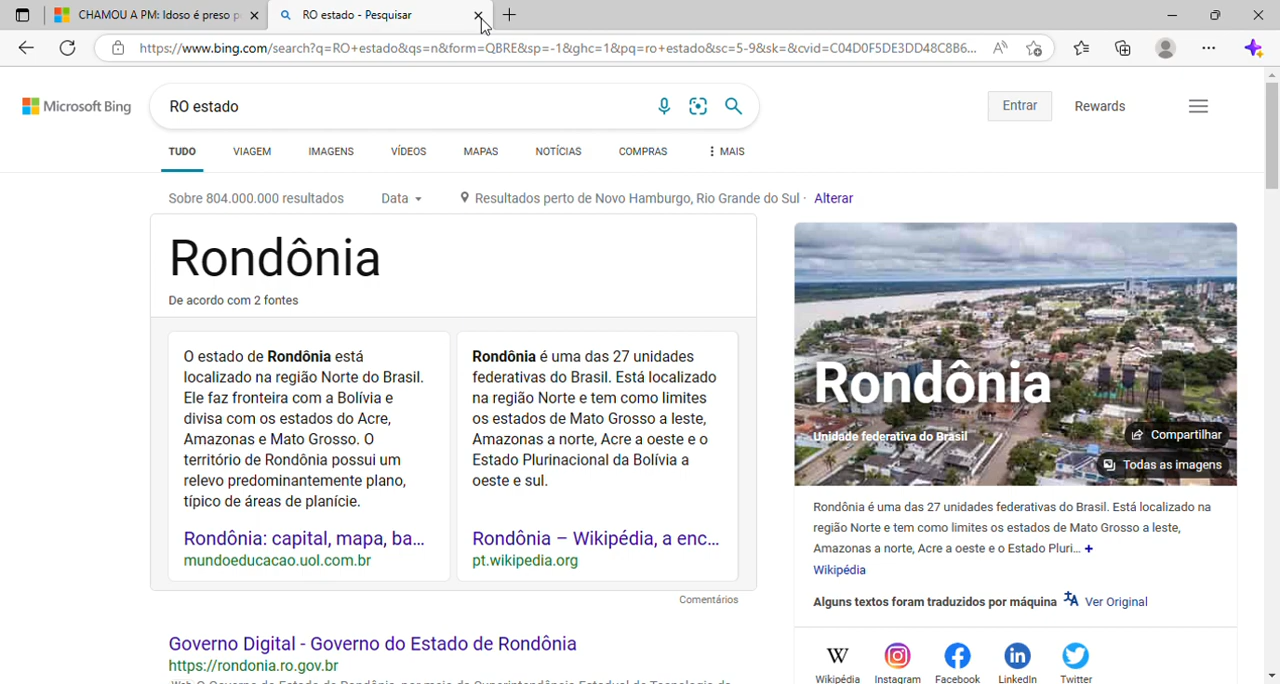 CHAMOU A PM: Idoso é preso p
RO estado - Pesquisar
https://www.bing.com/search?q=RO+estado&qs=n&form=QBRE&sp=-1&ghc=1&pq=ro+estado&sc=5-9&sk=&cvid=C04D0F5DE3DD48C8B6...
Microsoft Bing
RO estado
Entrar
Rewards
TUDO
VIAGEM
IMAGENS
VÍDEOS
MAPAS
NOTÍCIAS
COMPRAS
MAIS
Sobre 804.000.000 resultados
Data
Resultados perto de Novo Hamburgo, Rio Grande do Sul · Alterar
Rondônia
De acordo com 2 fontes
O estado de Rondônia está
localizado na região Norte do Brasil.
Ele faz fronteira com a Bolívia e
divisa com os estados do Acre,
Amazonas e Mato Grosso. O
território de Rondônia possui um
relevo predominantemente plano,
típico de áreas de planície.
Rondônia: capital, mapa, ba...
mundoeducacao.uol.com.br
Rondônia é uma das 27 unidades
federativas do Brasil. Está localizado
na região Norte e tem como limites
os estados de Mato Grosso a leste,
Amazonas a norte, Acre a oeste e o
Estado Plurinacional da Bolívia a
oeste e sul.
Rondônia – Wikipédia, a enc...
pt.wikipedia.org
Comentários
Governo Digital - Governo do Estado de Rondônia
https://rondonia.ro.gov.br
Rondônia
Unidade federativa do Brasil
Compartilhar
Todas as imagens
Rondônia é uma das 27 unidades federativas do Brasil. Está localizado na
região Norte e tem como limites os estados de Mato Grosso a leste,
Amazonas a norte, Acre a oeste e o Estado Pluri... +
Wikipédia
Alguns textos foram traduzidos por máquina Ver Original
Wikipédia
Instagram
Facebook
LinkedIn
Twitter